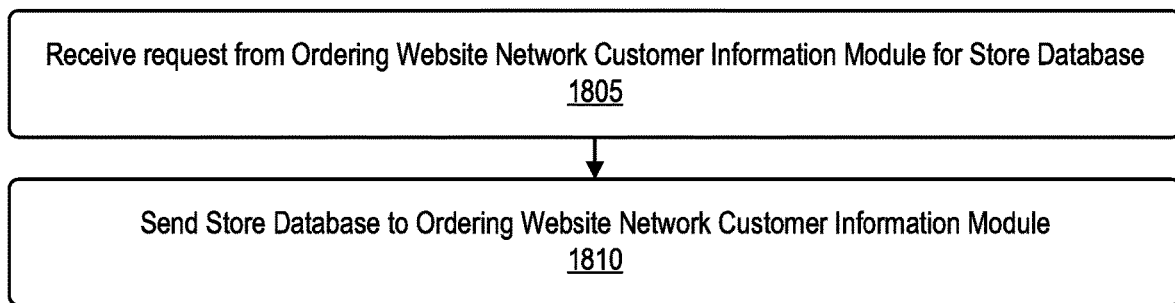 Receive request from Ordering Website Network Customer Information Module for Store Database
1805
Send Store Database to Ordering Website Network Customer Information Module
1810